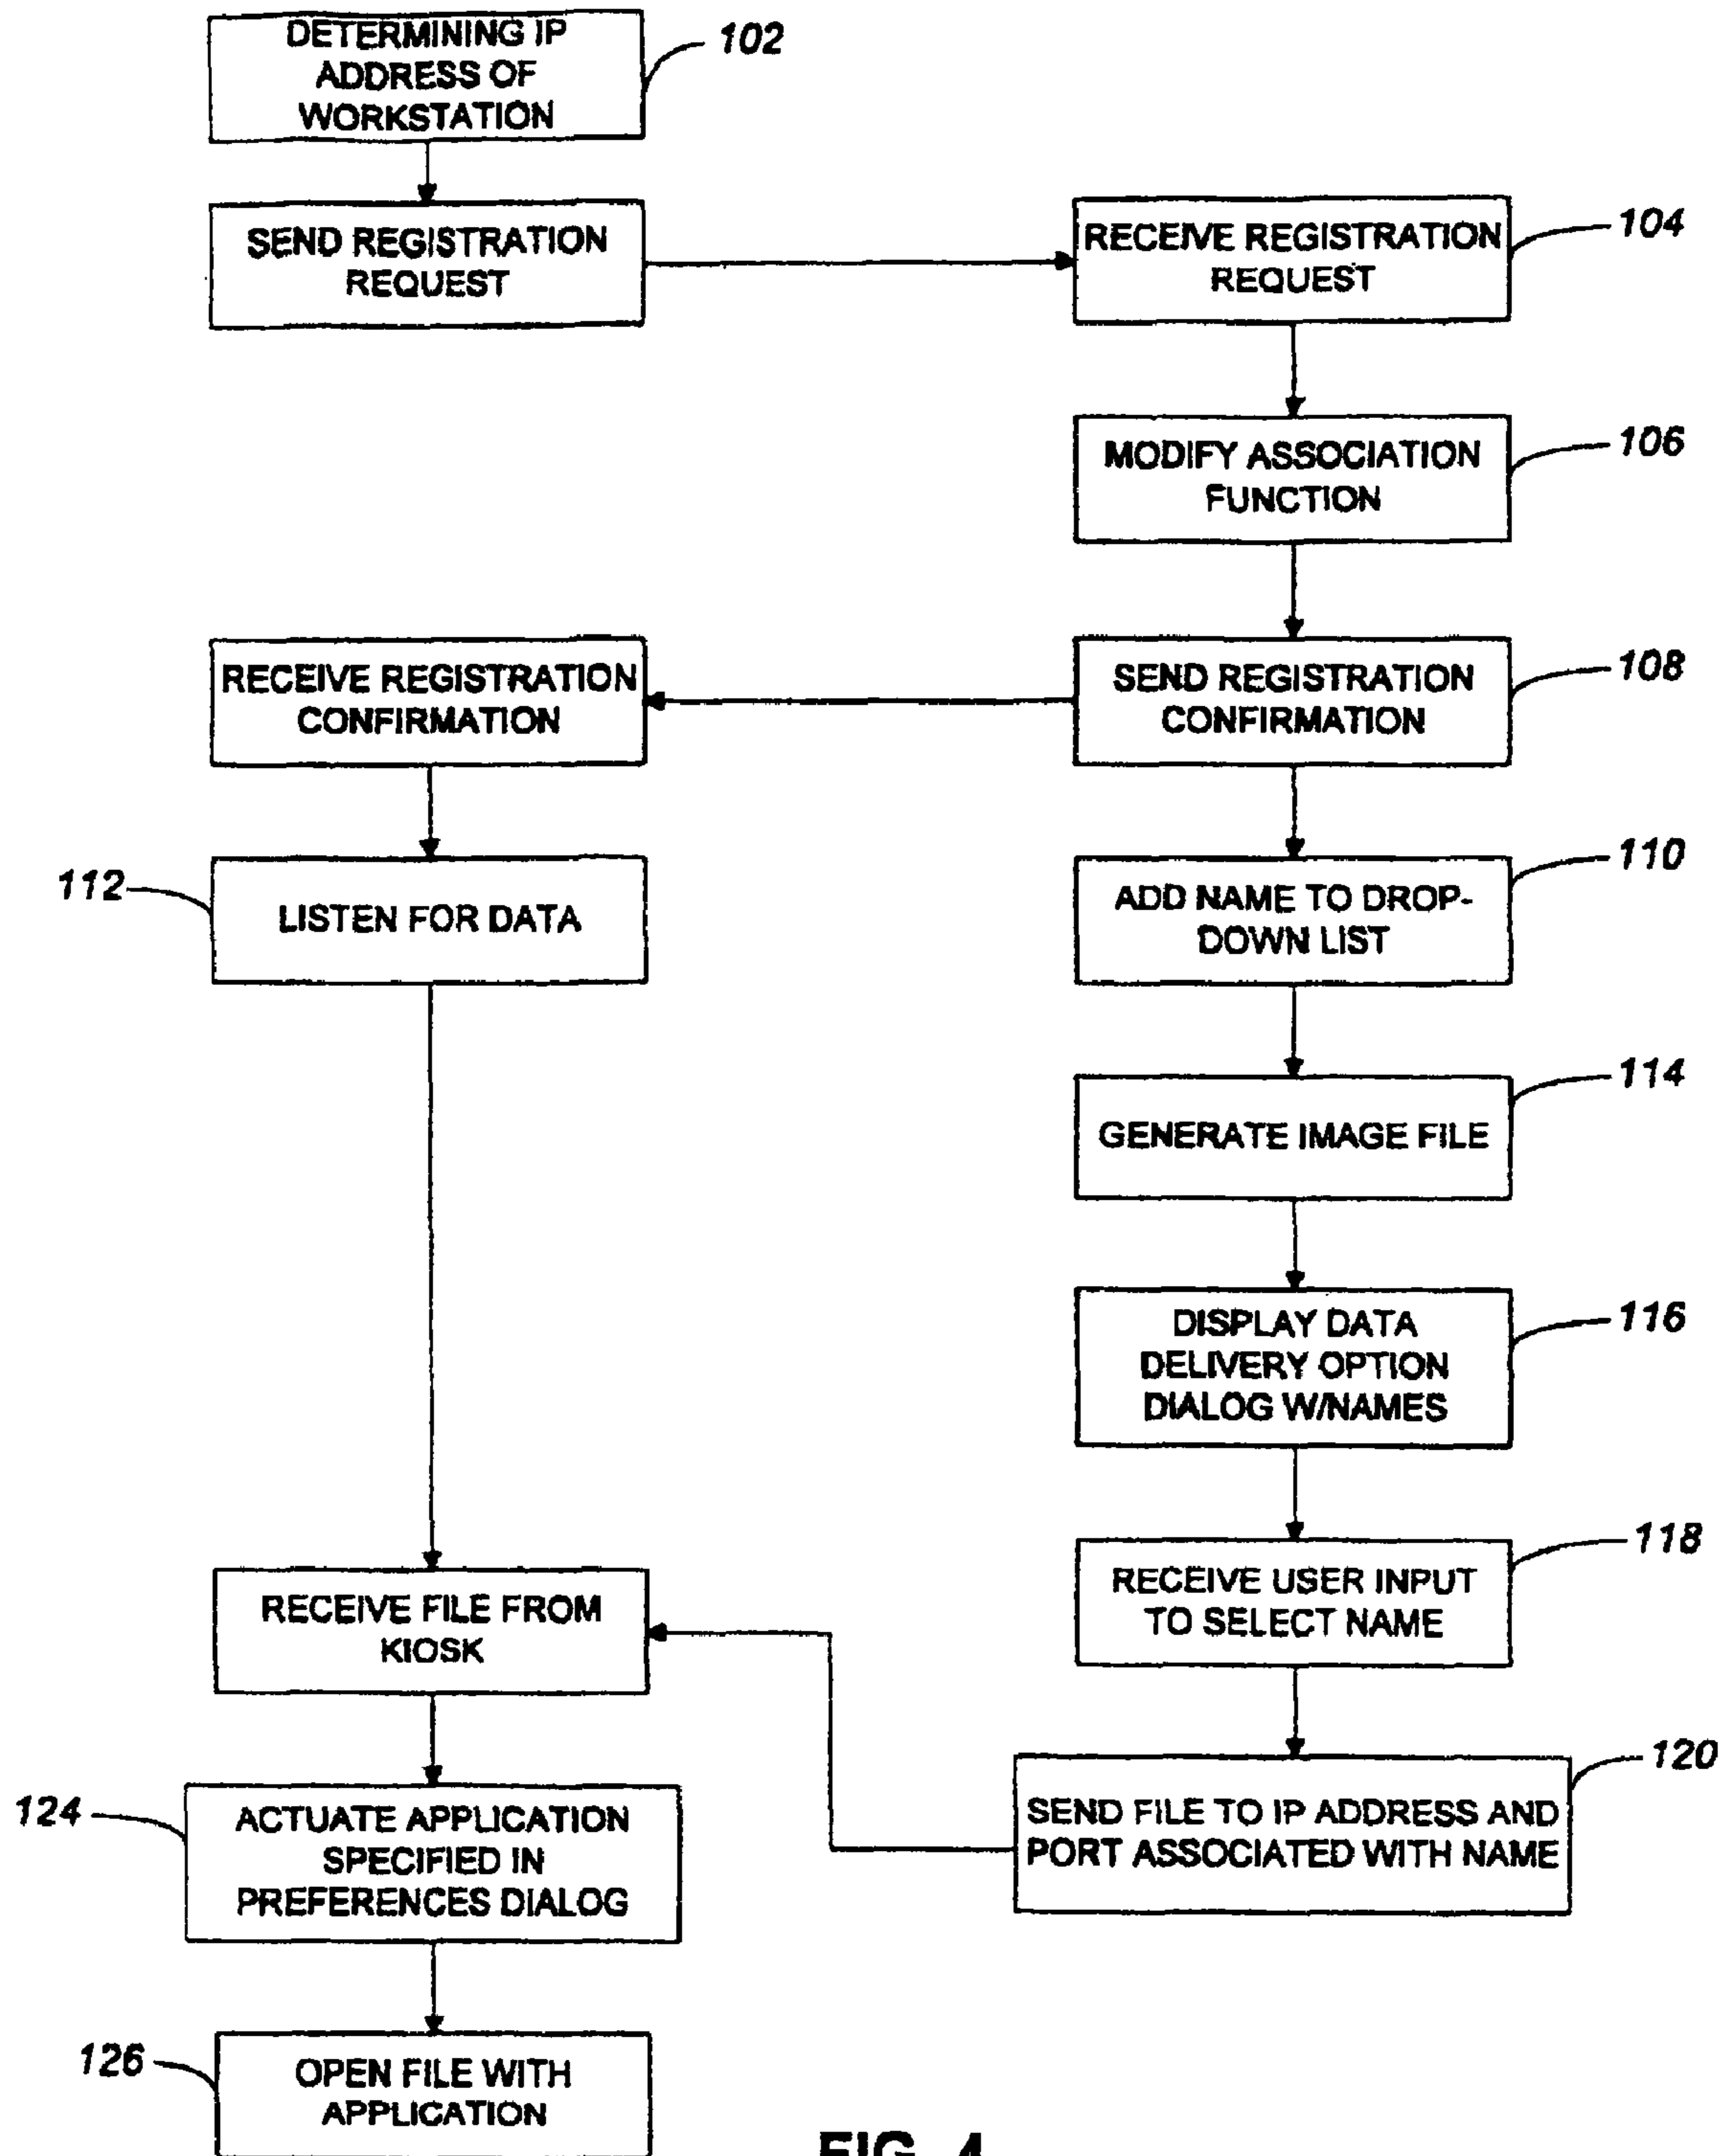 DETERMINING IP
ADDRESS OF
WORKSTATION
102
SEND REGISTRATION
REQUEST
RECEIVE REGISTRATION
REQUEST
104
MODIFY ASSOCIATION
FUNCTION
106
RECEIVE REGISTRATION
CONFIRMATION
SEND REGISTRATION
CONFIRMATION
108
112
LISTEN FOR DATA
ADD NAME TO DROP-
DOWN LIST
110
GENERATE IMAGE FILE
114
DISPLAY DATA
DELIVERY OPTION
DIALOG W/NAMES
116
RECEIVE FILE FROM
KIOSK
RECEIVE USER INPUT
TO SELECT NAME
118
124
ACTUATE APPLICATION
SPECIFIED IN
PREFERENCES DIALOG
SEND FILE TO IP ADDRESS AND
PORT ASSOCIATED WITH NAME
120
126
OPEN FILE WITH
APPLICATION
FIG. 4